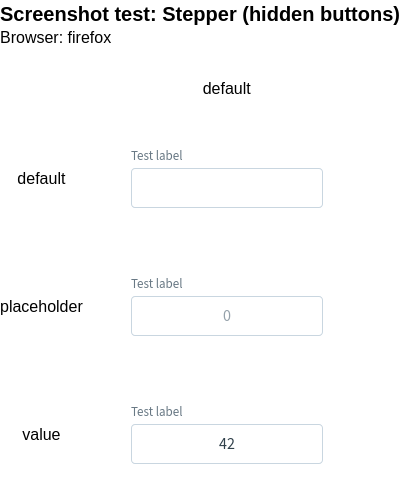 Screenshot test: Stepper (hidden buttons)
Browser: firefox
default
Test label
default
Test label
placeholder
0
Test label
value
42